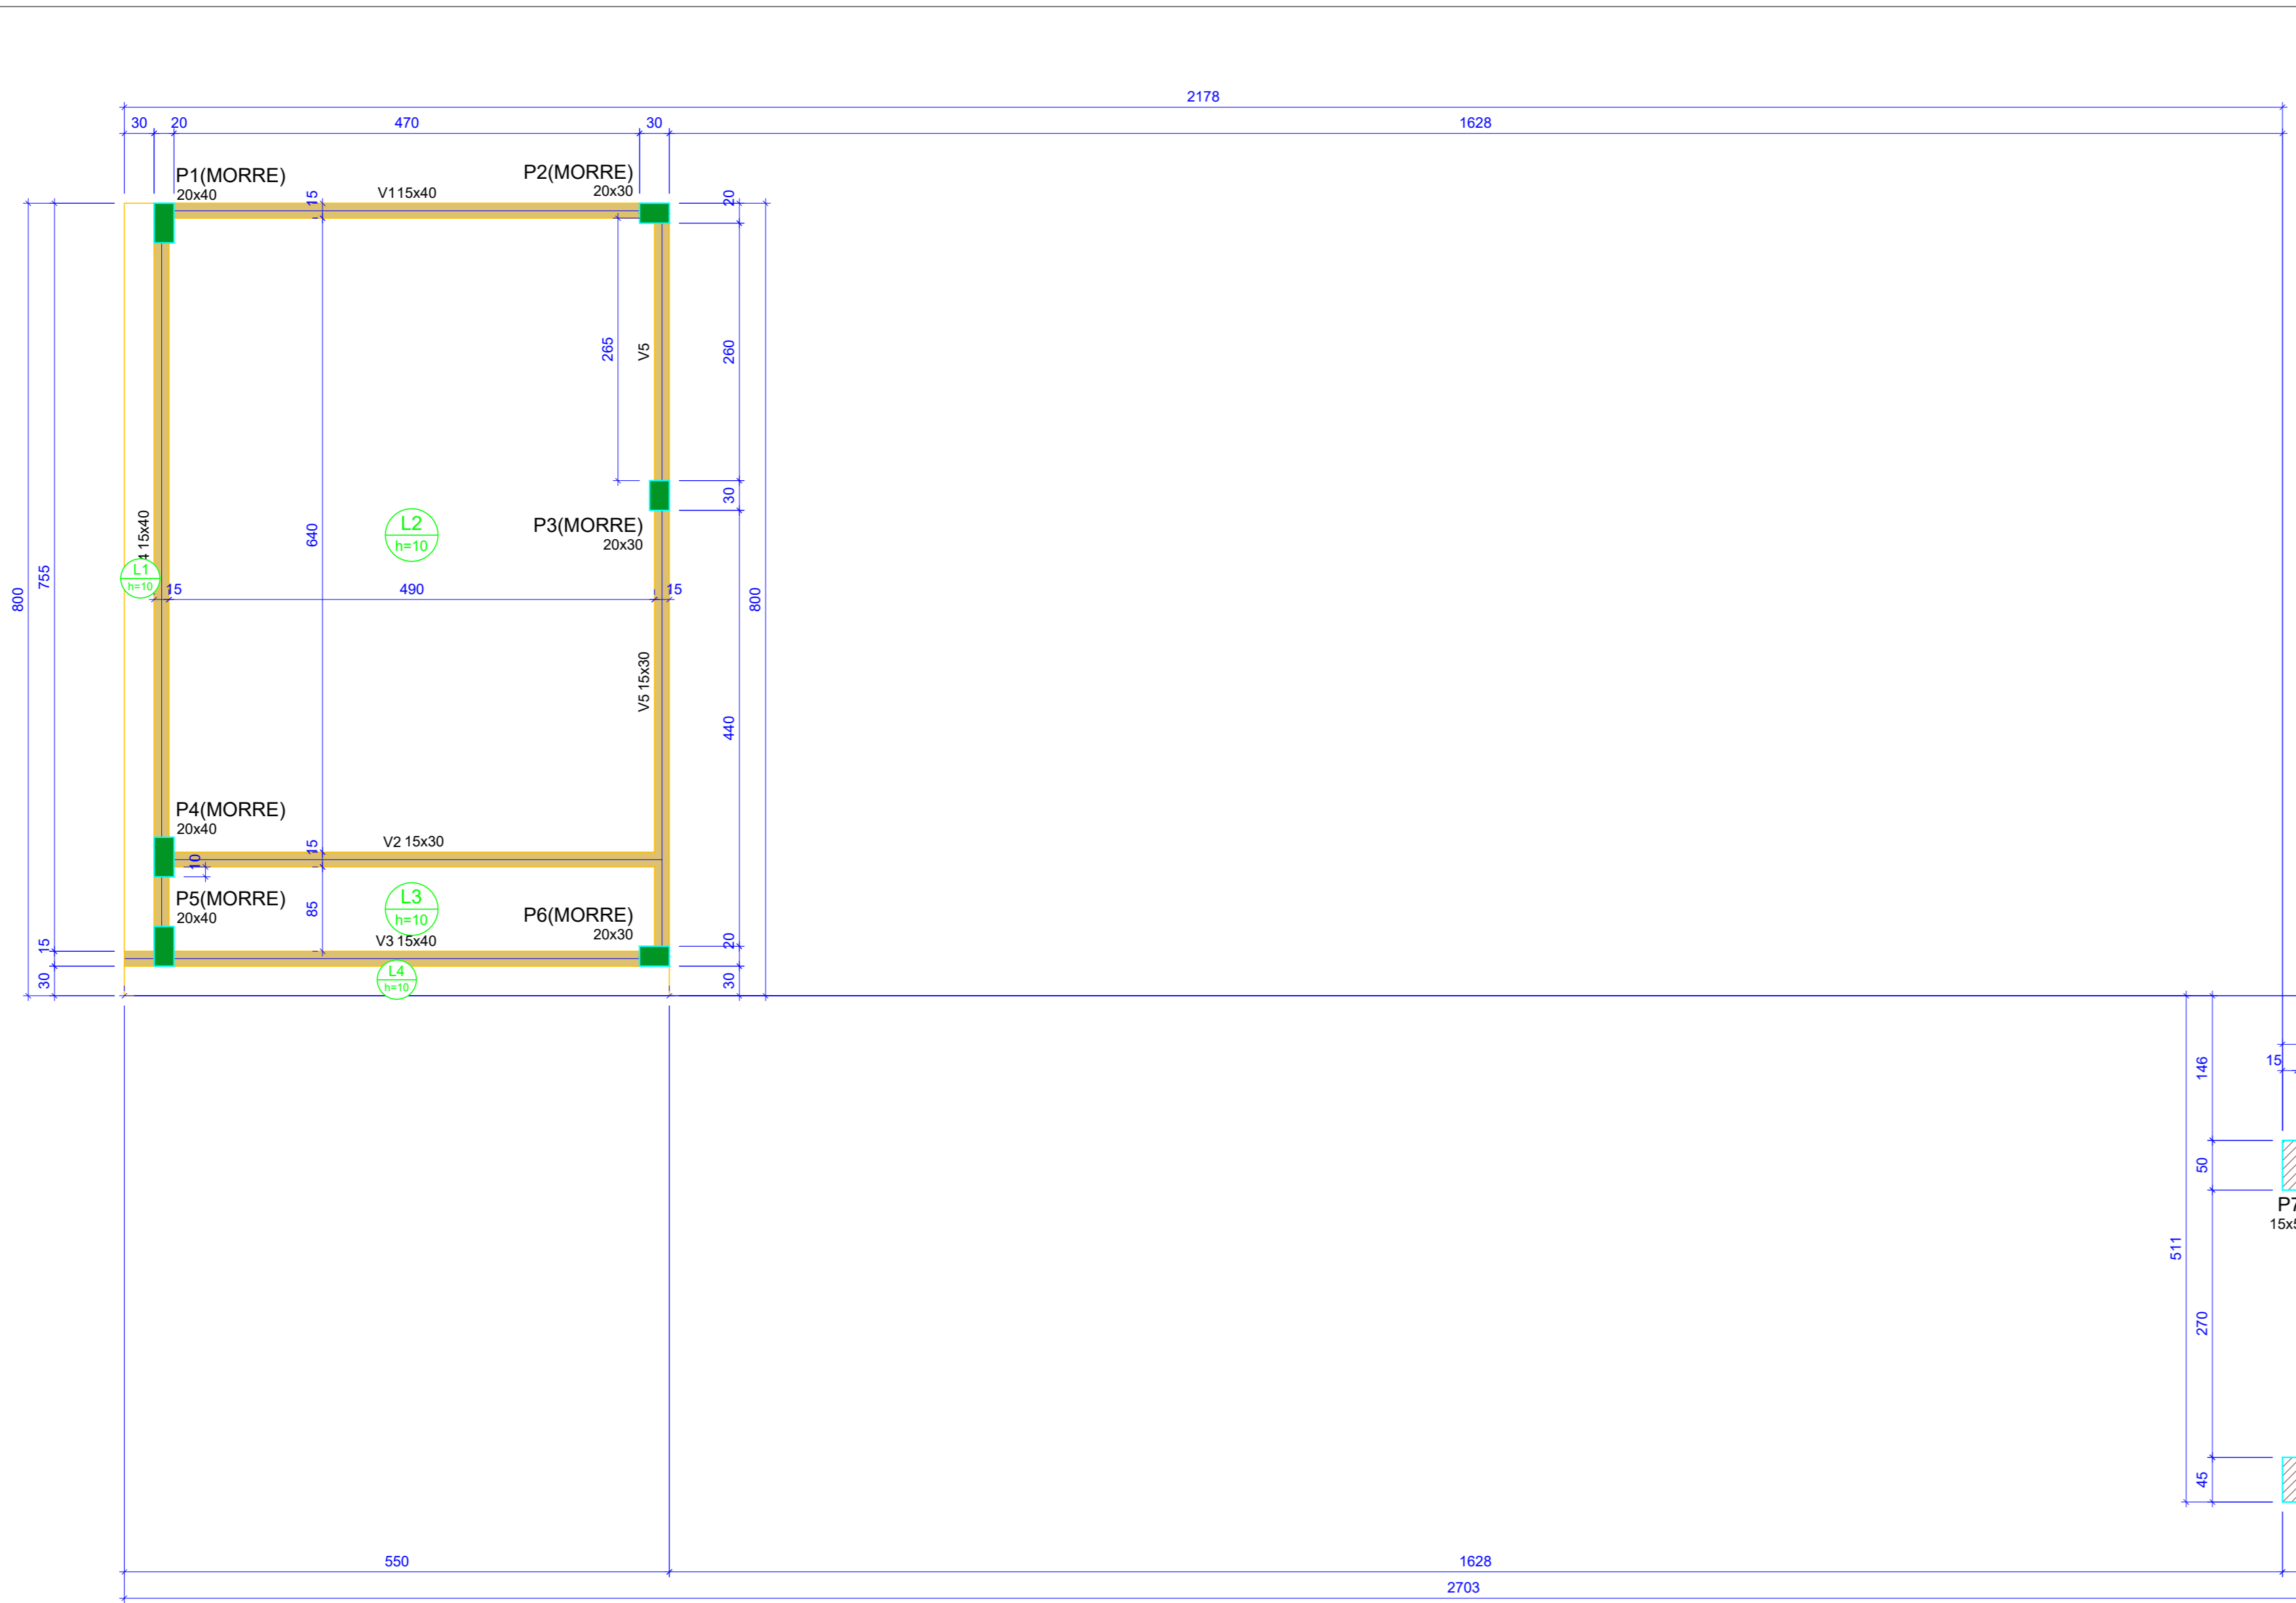 2178
30 20 470 30 1628
P1(MORRE)
20x40
V1 15x40
P2(MORRE)
20x30
15
20
265
V5
260
800
755
4 15x40
L1
h=10
640
L2
h=10
P3(MORRE)
20x30
30
15 490 15
800
V5 15x30
440
P4(MORRE)
20x40
10
15
V2 15x30
P5(MORRE)
20x40
85
L3
h=10
P6(MORRE)
20x30
V3 15x40
15
20
30
L4
h=10
30
146
15
50
P7
511
270
45
550 1628
2703